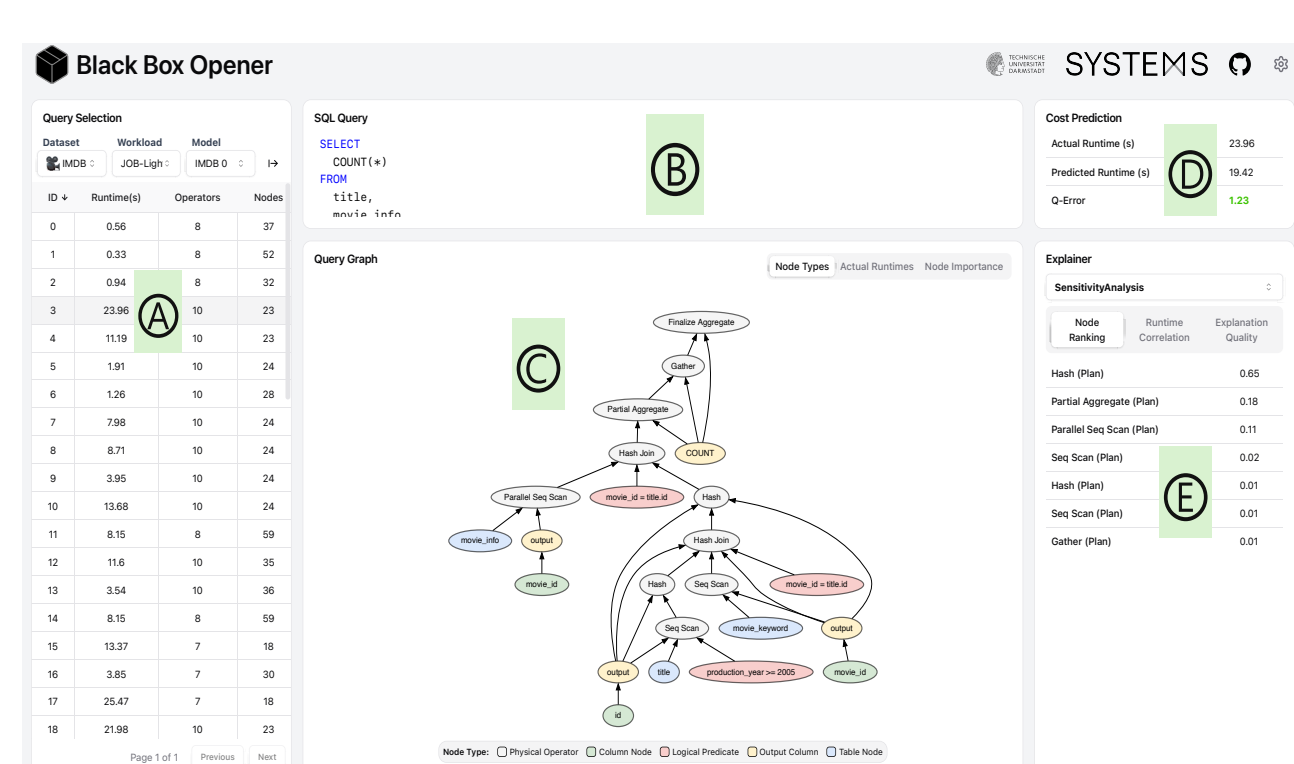 Black Box Opener
TECHNISCHE
UNIVERSITÄT
DARMSTADT
SYSTEMS
Query Selection
Dataset Workload Model
IMDB JOB-Ligh IMDB 0
ID Runtime(s) Operators Nodes
0 0.56 8 37
1 0.33 8 52
2 0.94 8 32
3 23.96 10 23
4 11.19 10 23
5 1.91 10 24
6 1.26 10 28
7 7.98 10 24
8 8.71 10 24
9 3.95 10 24
10 13.68 10 24
11 8.15 8 59
12 11.6 10 35
13 3.54 10 36
14 8.15 8 59
15 13.37 7 18
16 3.85 7 30
17 25.47 7 18
18 21.98 10 23
Page 1 of 1 Previous Next
A
SQL Query
SELECT
COUNT(*)
FROM
title,
movie_info
B
Query Graph
Node Types Actual Runtimes Node Importance
C
Finalize Aggregate
Gather
Partial Aggregate
Hash Join COUNT
Parallel Seq Scan movie_id = title.id Hash
movie_info output Hash Join
movie_id Hash Seq Scan movie_id = title.id
Seq Scan movie_keyword output
output title production_year >= 2005 movie_id
id
Node Type: Physical Operator Column Node Logical Predicate Output Column Table Node
Cost Prediction
Actual Runtime (s) 23.96
Predicted Runtime (s) 19.42
Q-Error 1.23
D
Explainer
SensitivityAnalysis
Node Ranking
Runtime Correlation
Explanation Quality
Hash (Plan) 0.65
Partial Aggregate (Plan) 0.18
Parallel Seq Scan (Plan) 0.11
Seq Scan (Plan) 0.02
Hash (Plan) 0.01
Seq Scan (Plan) 0.01
Gather (Plan) 0.01
E